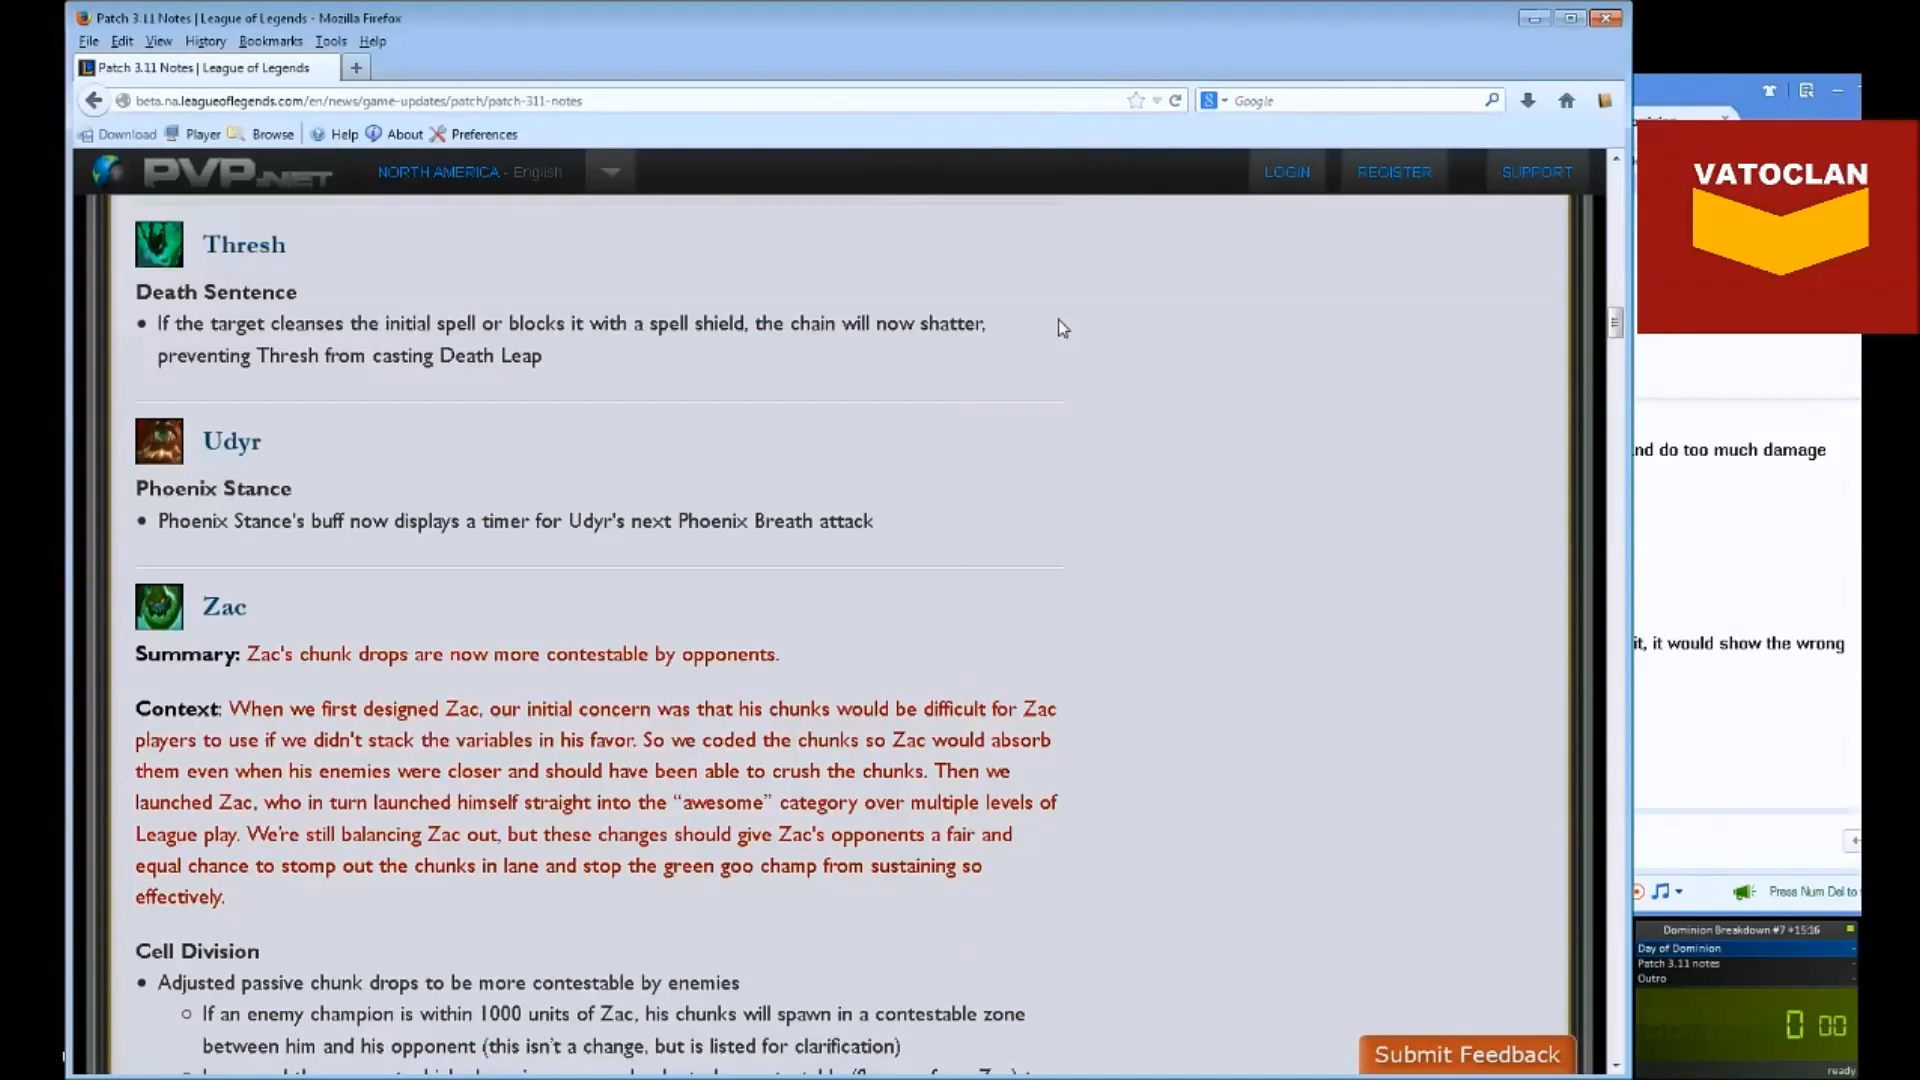 Patch 3.11 Notes | League of Legends - Mozilla Firefox
File Edit View History Bookmarks Tools Help
Patch 3.11 Notes | League of Legends
beta.na.leagueoflegends.com/en/news/game-updates/patch/patch-311-notes
Google
Download Player Browse Help About Preferences
PVP.NET NORTH AMERICA - English LOGIN REGISTER SUPPORT
VATOCLAN
Thresh
Death Sentence
• If the target cleanses the initial spell or blocks it with a spell shield, the chain will now shatter,
preventing Thresh from casting Death Leap
Udyr
Phoenix Stance
• Phoenix Stance's buff now displays a timer for Udyr's next Phoenix Breath attack
Zac
Summary: Zac's chunk drops are now more contestable by opponents.
Context: When we first designed Zac, our initial concern was that his chunks would be difficult for Zac
players to use if we didn't stack the variables in his favor. So we coded the chunks so Zac would absorb
them even when his enemies were closer and should have been able to crush the chunks. Then we
launched Zac, who in turn launched himself straight into the “awesome” category over multiple levels of
League play. We're still balancing Zac out, but these changes should give Zac's opponents a fair and
equal chance to stomp out the chunks in lane and stop the green goo champ from sustaining so
effectively.
Cell Division
• Adjusted passive chunk drops to be more contestable by enemies
○ If an enemy champion is within 1000 units of Zac, his chunks will spawn in a contestable zone
between him and his opponent (this isn't a change, but is listed for clarification)
Submit Feedback
nd do too much damage
it, it would show the wrong
Press Num Del to
Dominion Breakdown #7 +15:16
Day of Dominion -
Patch 3.11 notes -
Outro -
0 00
ready